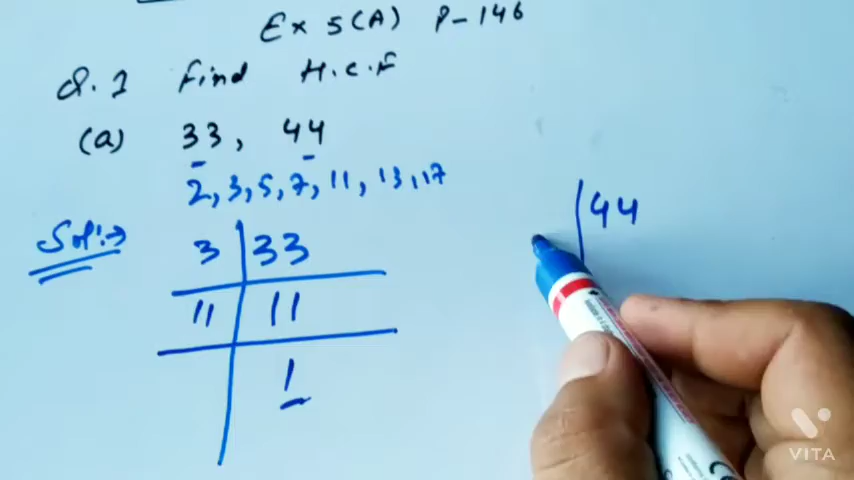 Ex 5(A) P-146
Q.1 Find H.C.F
(a) 33, 44
2, 3, 5, 7, 11, 13, 17
Sol:→
3 | 33
11 | 11
1
44
VITA